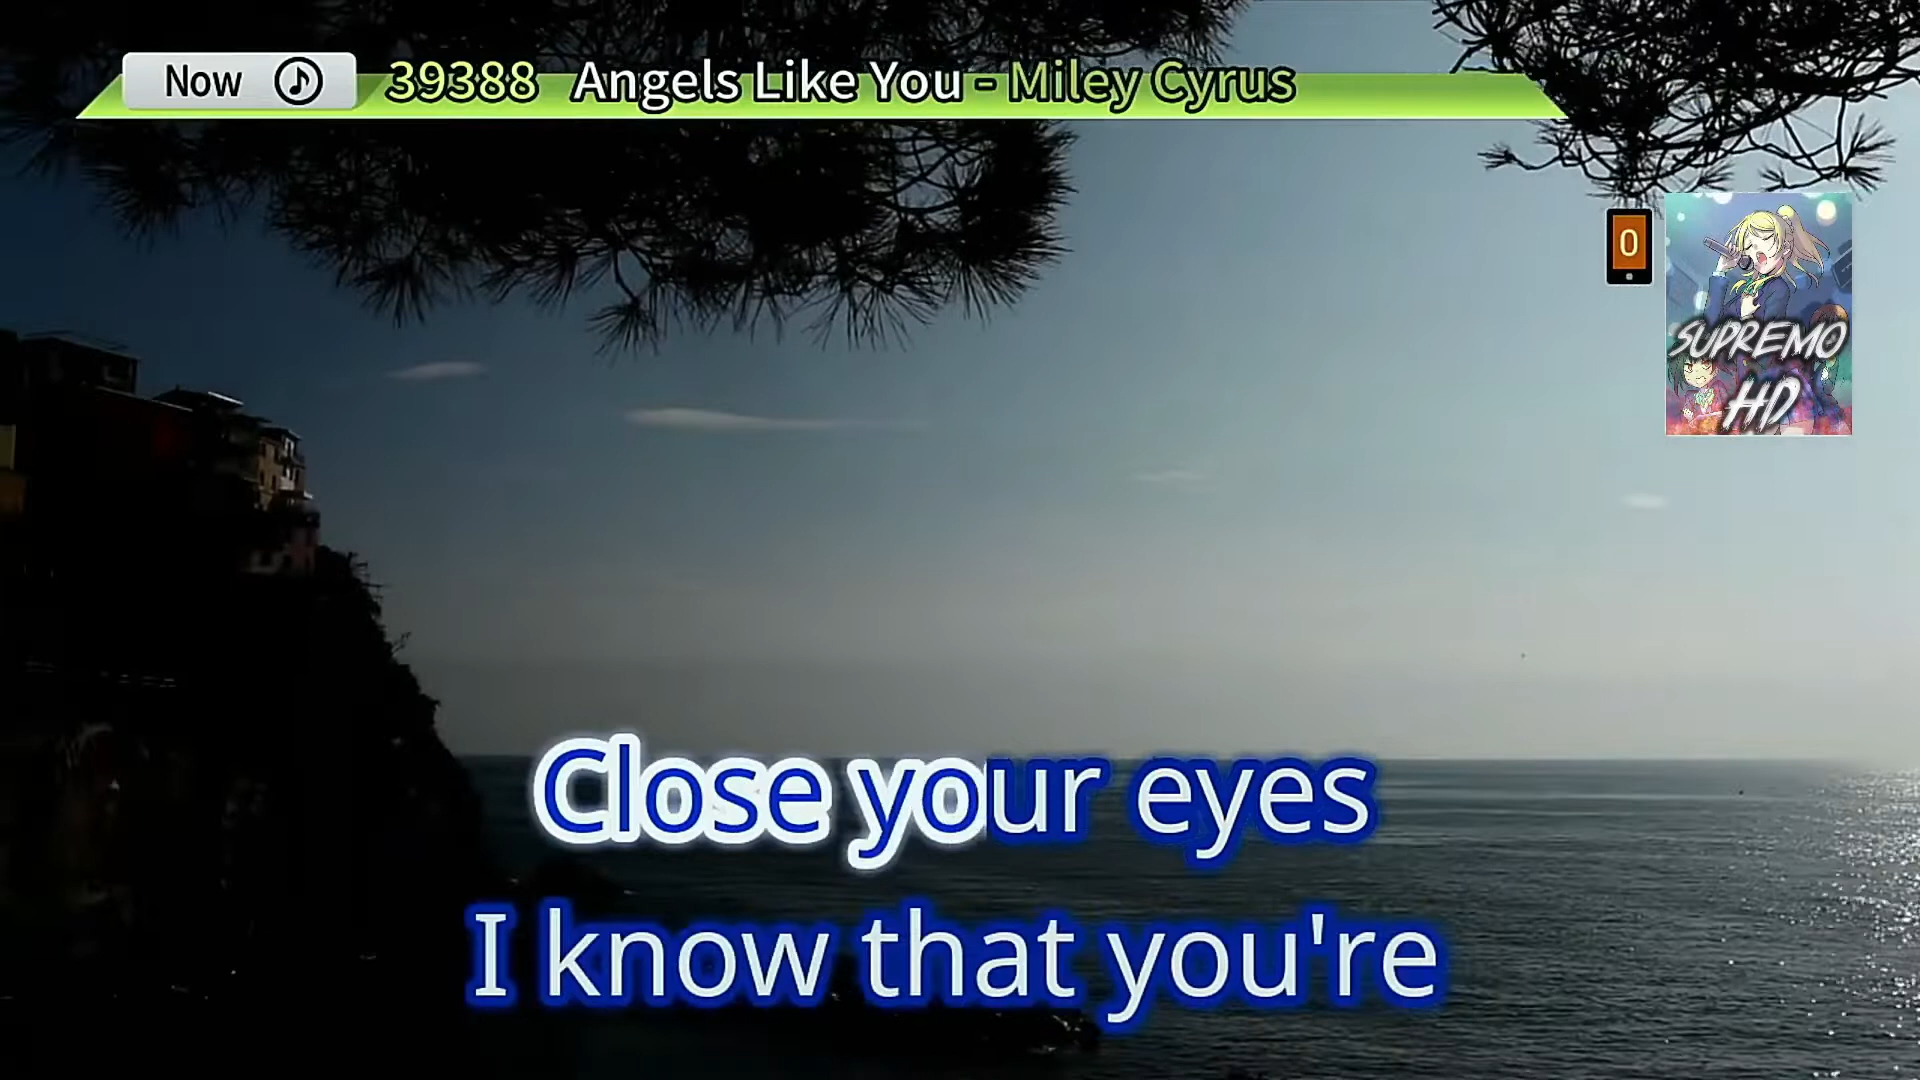 Now 39388 Angels Like You - Miley Cyrus
0
SUPREMO
HD
Close your eyes
I know that you're